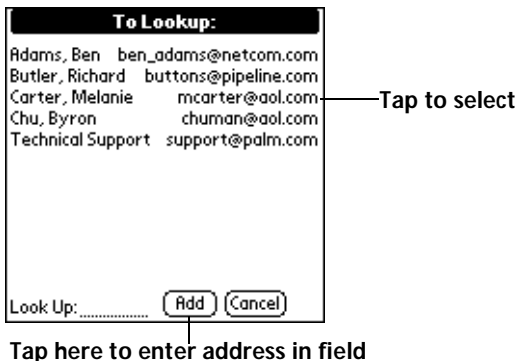 To Lookup:
Adams, Ben ben_adams@netcom.com
Butler, Richard buttons@pipeline.com
Carter, Melanie mcarter@aol.com
Tap to select
Chu, Byron chuman@aol.com
Technical Support support@palm.com
Look Up: Add Cancel
Tap here to enter address in field